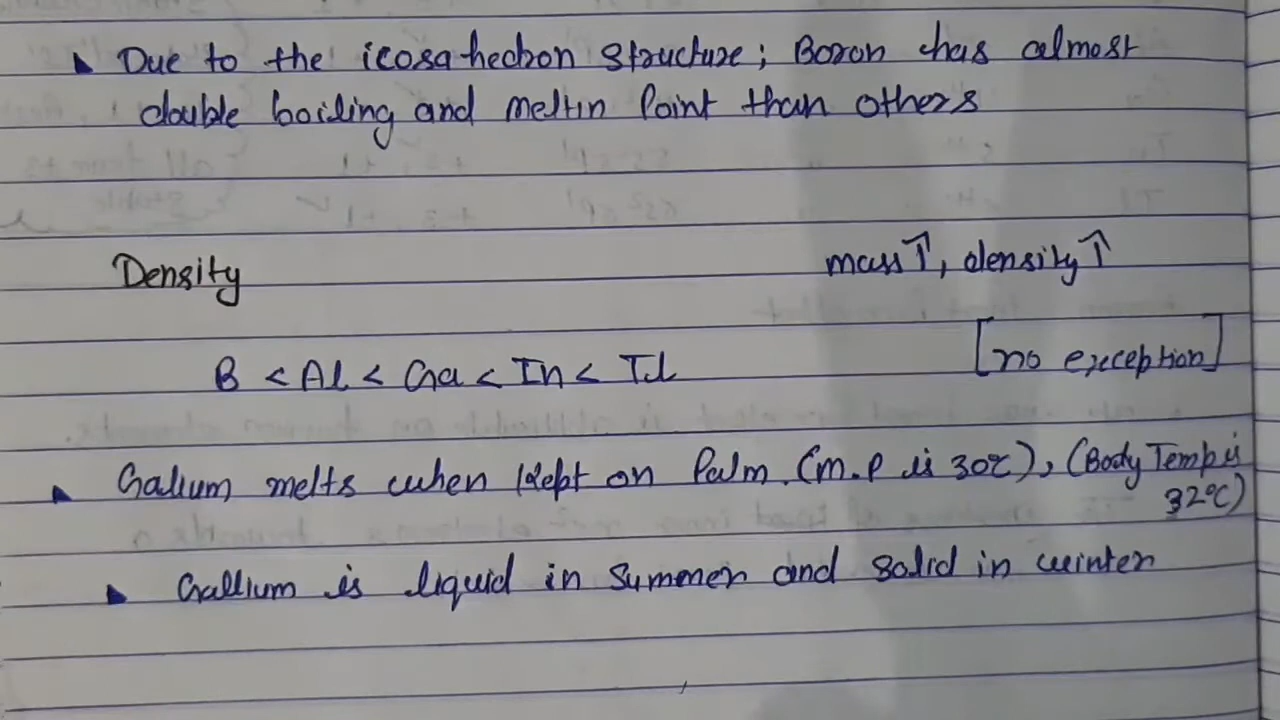 Due to the icosahedron structure; Boron has almost
double boiling and meltin Point than others
Density
mass↑, density↑
B < Al < Ga < In < Tl
[no exception]
Galium melts when kept on Palm. (m.p is 30℃), (Body Temp is
32°C)
Gallium is liquid in summer and solid in winter